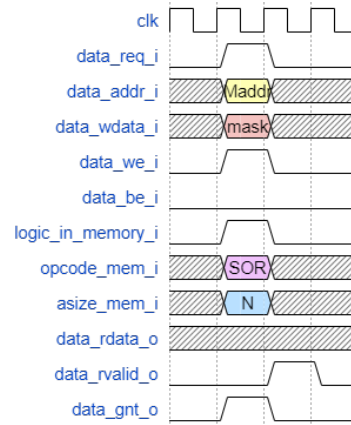 clk
data_req_i
data_addr_i Maddr
data_wdata_i mask
data_we_i
data_be_i
logic_in_memory_i
opcode_mem_i SOR
asize_mem_i N
data_rdata_o
data_rvalid_o
data_gnt_o